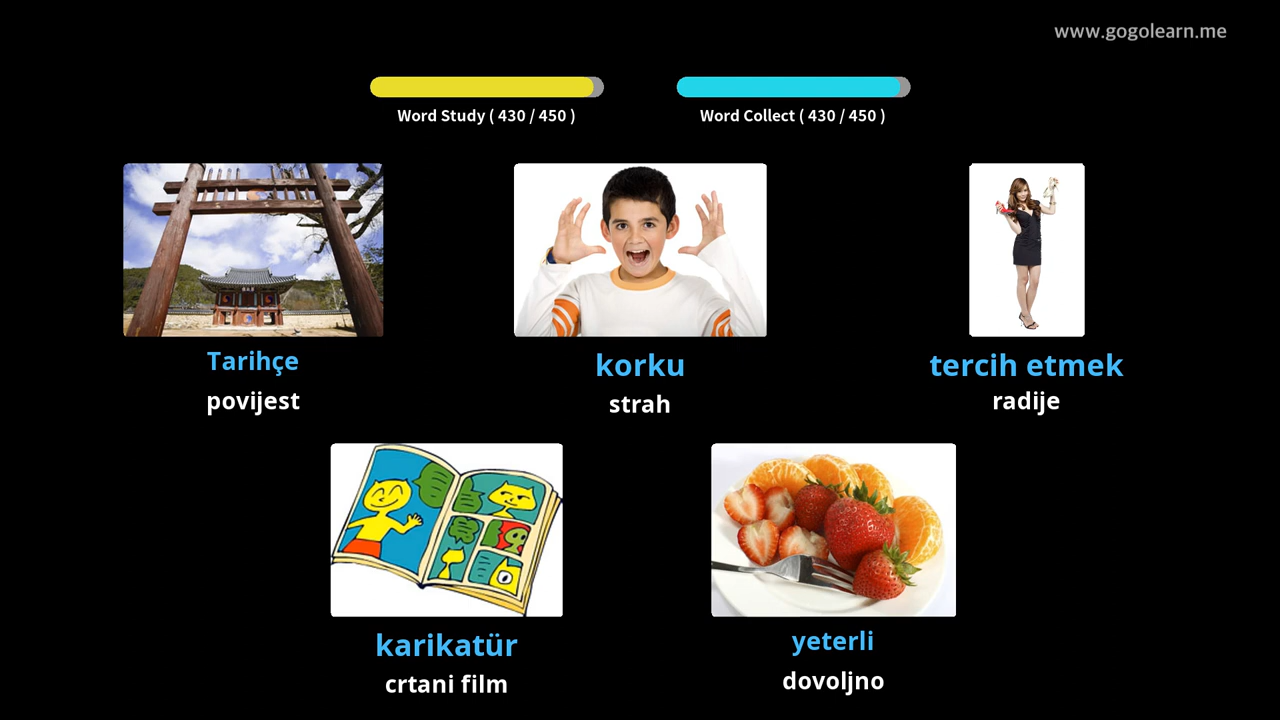 www.gogolearn.me
Word Study ( 430 / 450 )
Word Collect ( 430 / 450 )
Tarihçe
povijest
korku
strah
tercih etmek
radije
karikatür
crtani film
yeterli
dovoljno